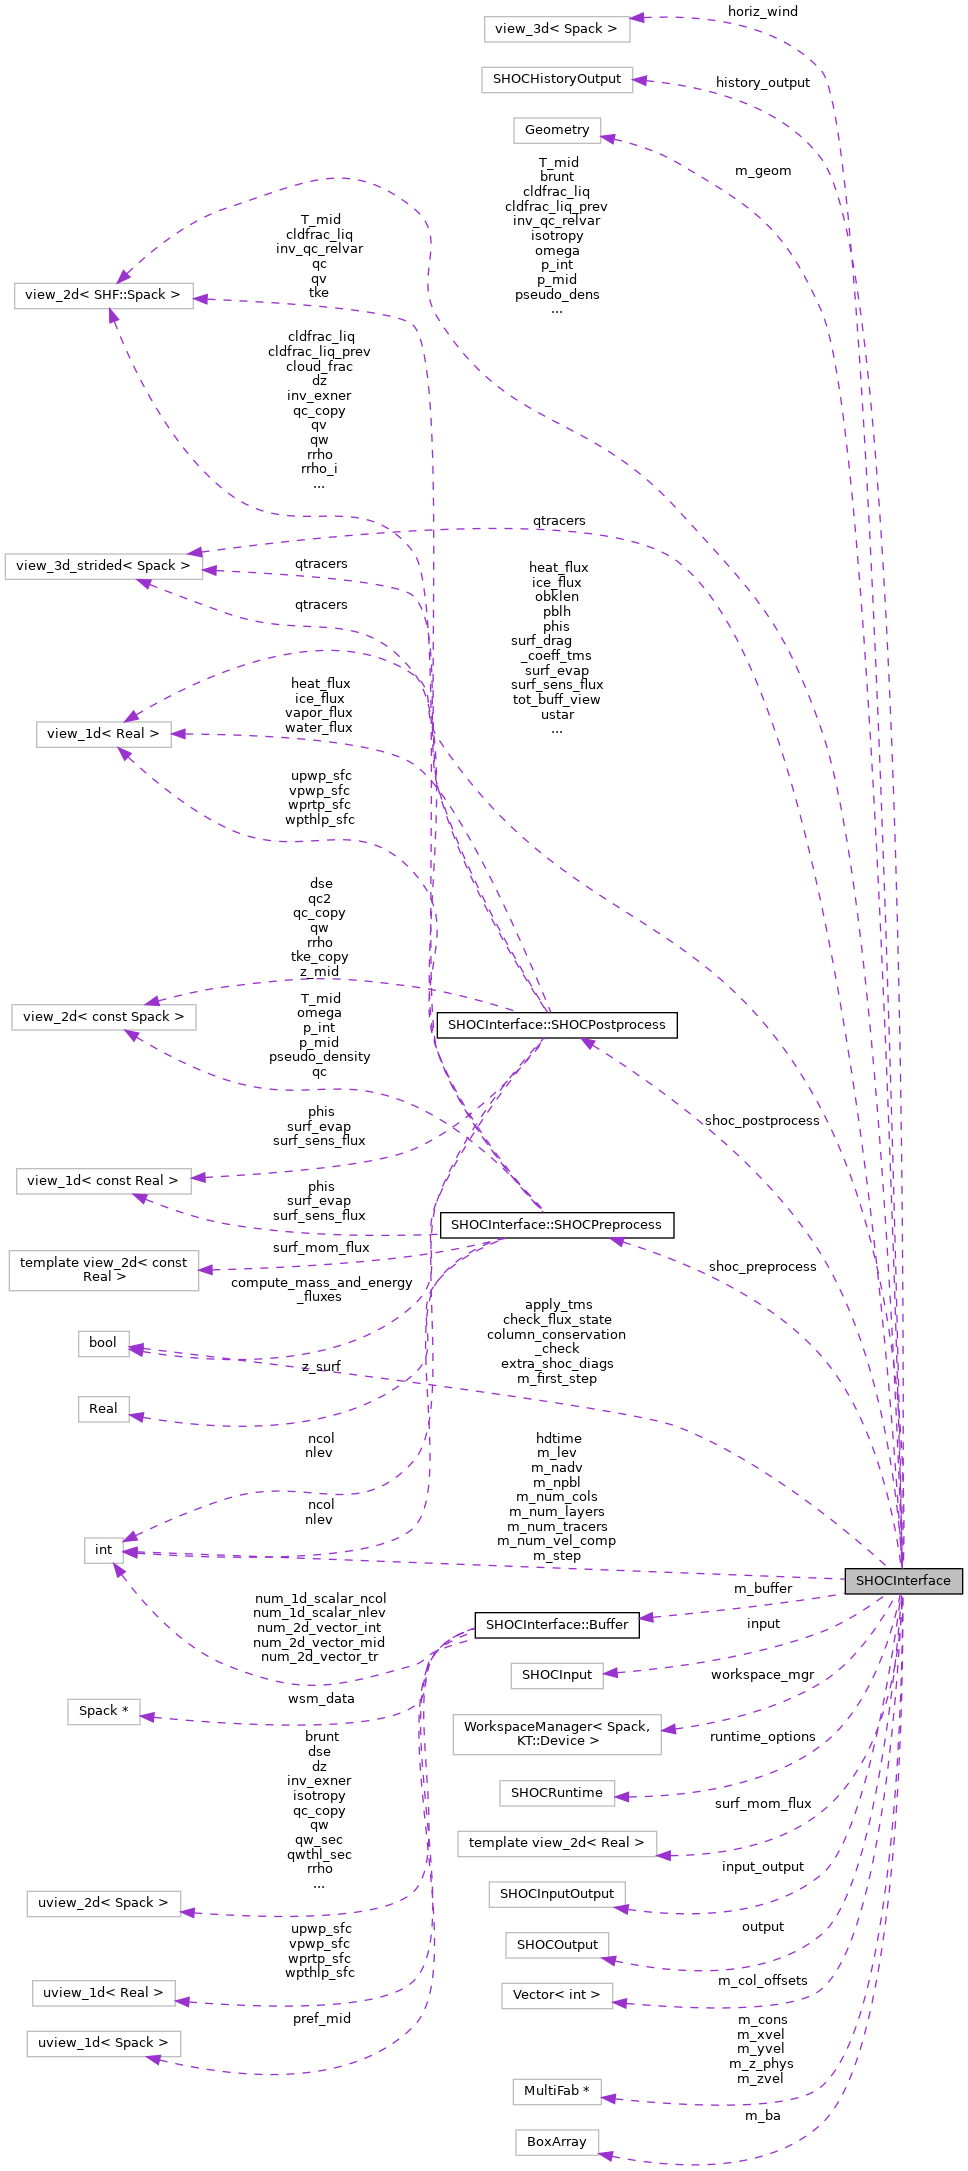 horiz_wind
view_3d< Spack >
SHOCHistoryOutput
history_output
Geometry
m_geom
T_mid
brunt
cldfrac_liq
cldfrac_liq_prev
inv_qc_relvar
isotropy
omega
p_int
p_mid
pseudo_dens
...
T_mid
cldfrac_liq
inv_qc_relvar
qc
qv
tke
view_2d< SHF::Spack >
cldfrac_liq
cldfrac_liq_prev
cloud_frac
dz
inv_exner
qc_copy
qv
qw
rrho
rrho_i
...
qtracers
view_3d_strided< Spack >
qtracers
qtracers
heat_flux
ice_flux
obklen
pblh
phis
surf_drag
_coeff_tms
surf_evap
surf_sens_flux
tot_buff_view
ustar
...
heat_flux
ice_flux
vapor_flux
water_flux
view_1d< Real >
upwp_sfc
vpwp_sfc
wprtp_sfc
wpthlp_sfc
dse
qc2
qc_copy
qw
rrho
tke_copy
z_mid
view_2d< const Spack >
T_mid
omega
p_int
p_mid
pseudo_density
qc
SHOCInterface::SHOCPostprocess
shoc_postprocess
phis
surf_evap
surf_sens_flux
view_1d< const Real >
phis
surf_evap
surf_sens_flux
SHOCInterface::SHOCPreprocess
shoc_preprocess
surf_mom_flux
template view_2d< const
Real >
compute_mass_and_energy
_fluxes
bool
apply_tms
check_flux_state
column_conservation
_check
extra_shoc_diags
m_first_step
z_surf
Real
ncol
nlev
ncol
nlev
int
hdtime
m_lev
m_nadv
m_npbl
m_num_cols
m_num_layers
m_num_tracers
m_num_vel_comp
m_step
SHOCInterface
m_buffer
num_1d_scalar_ncol
num_1d_scalar_nlev
num_2d_vector_int
num_2d_vector_mid
num_2d_vector_tr
SHOCInterface::Buffer
input
SHOCInput
workspace_mgr
wsm_data
Spack *
WorkspaceManager< Spack,
KT::Device >
runtime_options
brunt
dse
dz
inv_exner
isotropy
qc_copy
qw
qw_sec
qwthl_sec
rrho
...
SHOCRuntime
surf_mom_flux
template view_2d< Real >
input_output
SHOCInputOutput
uview_2d< Spack >
output
SHOCOutput
upwp_sfc
vpwp_sfc
wprtp_sfc
wpthlp_sfc
m_col_offsets
uview_1d< Real >
Vector< int >
pref_mid
uview_1d< Spack >
m_cons
m_xvel
m_yvel
m_z_phys
m_zvel
MultiFab *
m_ba
BoxArray